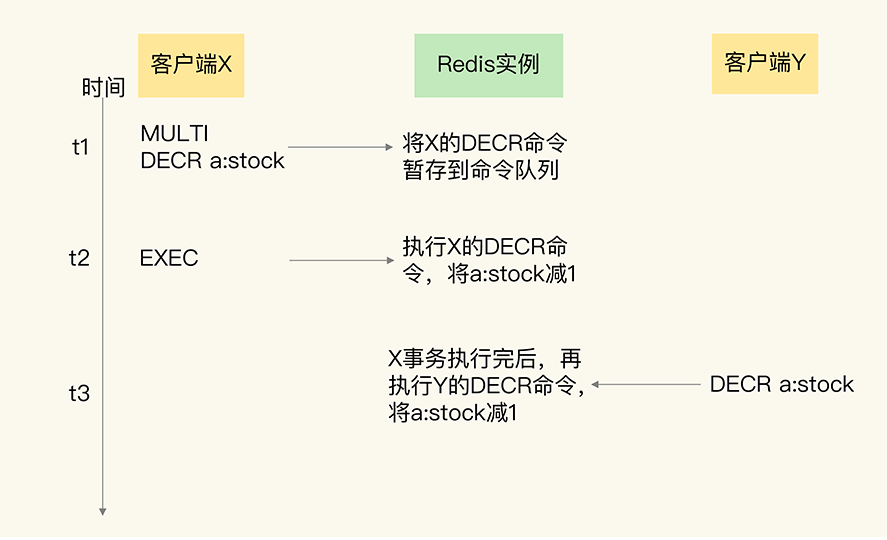 客户端X
Redis实例
客户端Y
时间
t1
MULTI
DECR a:stock
将X的DECR命令
暂存到命令队列
t2
EXEC
执行X的DECR命
令，将a:stock减1
t3
X事务执行完后，再
执行Y的DECR命令，
将a:stock减1
DECR a:stock